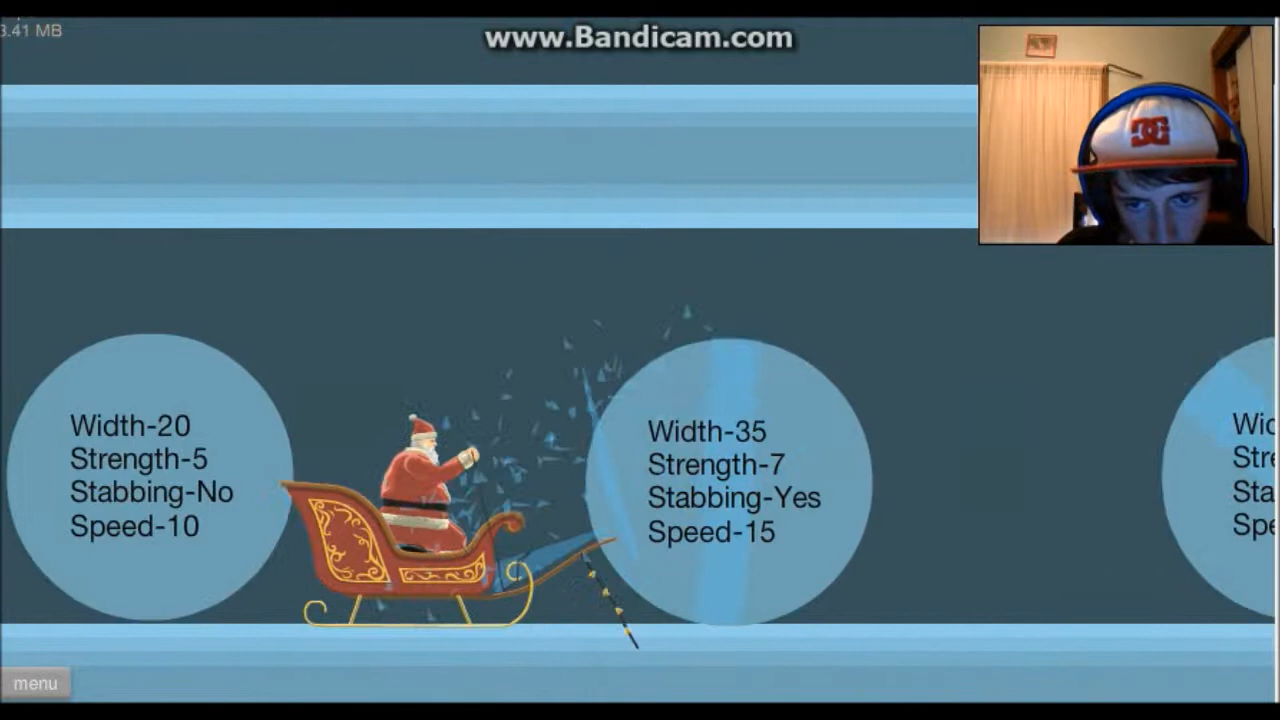 3.41 MB
www.Bandicam.com
DC
Width-20
Strength-5
Stabbing-No
Speed-10
Width-35
Strength-7
Stabbing-Yes
Speed-15
menu